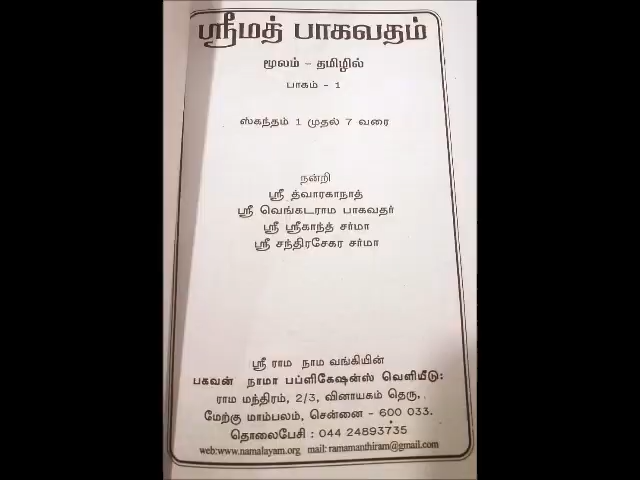 ஸ்ரீமத் பாகவதம்
மூலம் – தமிழில்
பாகம் – 1
ஸ்கந்தம் 1 முதல் 7 வரை
நன்றி
ஸ்ரீ த்வாரகாநாத்
ஸ்ரீ வெங்கடராம பாகவதர்
ஸ்ரீ ஸ்ரீகாந்த் சர்மா
ஸ்ரீ சந்திரசேகர சர்மா
ஸ்ரீ ராம நாம வங்கியின்
பகவன் நாமா பப்ளிகேஷன்ஸ் வெளியீடு:
ராம மந்திரம், 2/3, வினாயகம் தெரு,
மேற்கு மாம்பலம், சென்னை – 600 033.
தொலைபேசி : 044 24893735
web:www.namalayam.org mail: ramamanthiram@gmail.com